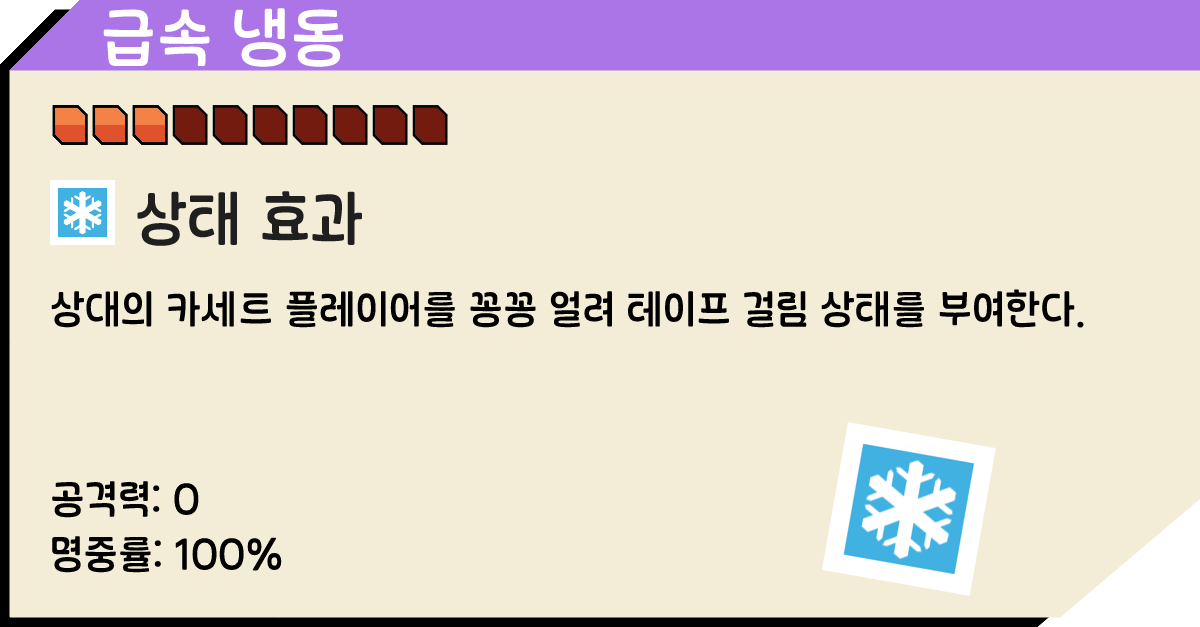 급속 냉동
상태 효과
상대의 카세트 플레이어를 꽁꽁 얼려 테이프 걸림 상태를 부여한다.
공격력: 0
명중률: 100%